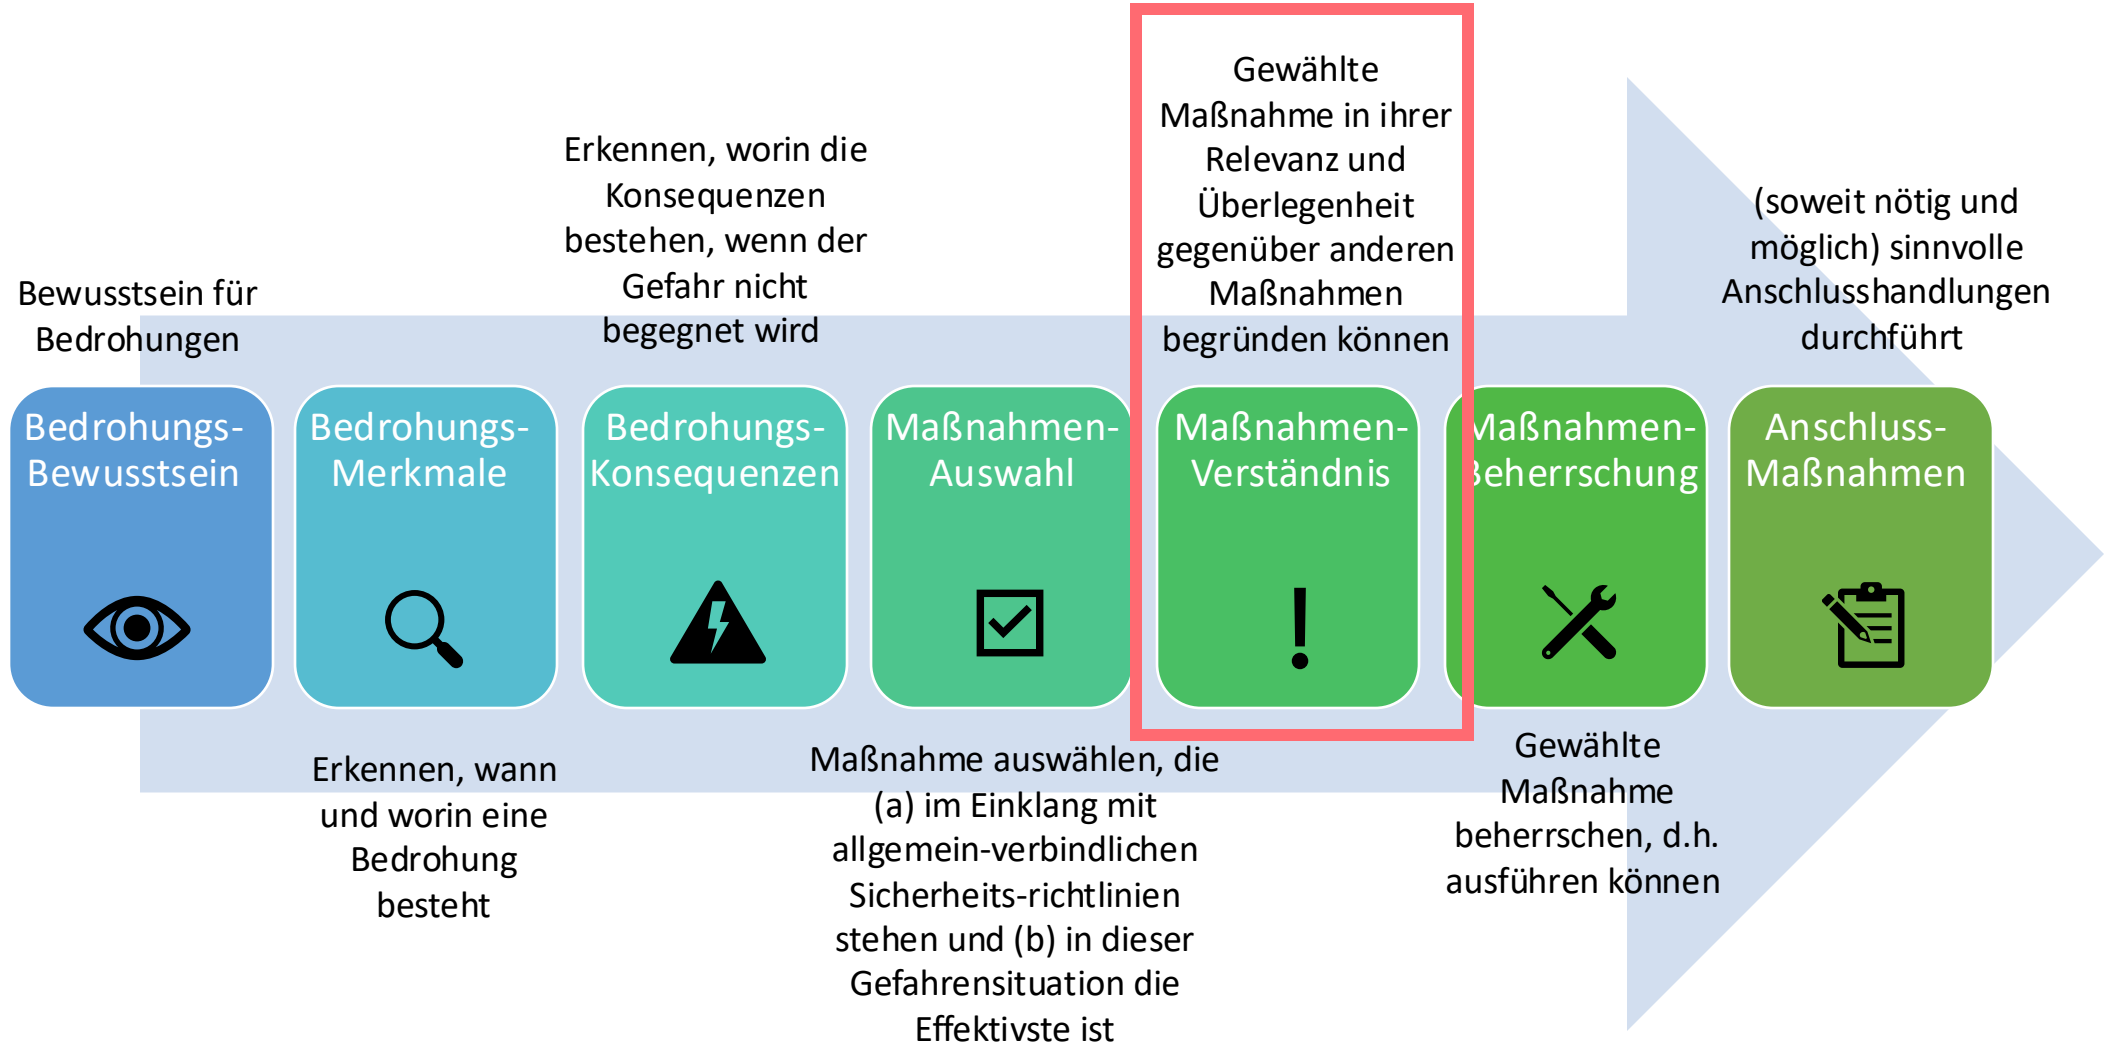 Bewusstsein für
Bedrohungen
Bedrohungs-
Bewusstsein
Bedrohungs-
Merkmale
Erkennen, wann
und worin eine
Bedrohung
besteht
Erkennen, worin die
Konsequenzen
bestehen, wenn der
Gefahr nicht
begegnet wird
Bedrohungs-
Konsequenzen
Maßnahmen-
Auswahl
Maßnahme auswählen, die
(a) im Einklang mit
allgemein-verbindlichen
Sicherheits-richtlinien
stehen und (b) in dieser
Gefahrensituation die
Effektivste ist
Gewählte
Maßnahme in ihrer
Relevanz und
Überlegenheit
gegenüber anderen
Maßnahmen
begründen können
Maßnahmen-
Verständnis
Maßnahmen-
Beherrschung
Gewählte
Maßnahme
beherrschen, d.h.
ausführen können
(soweit nötig und
möglich) sinnvolle
Anschlusshandlungen
durchführt
Anschluss-
Maßnahmen